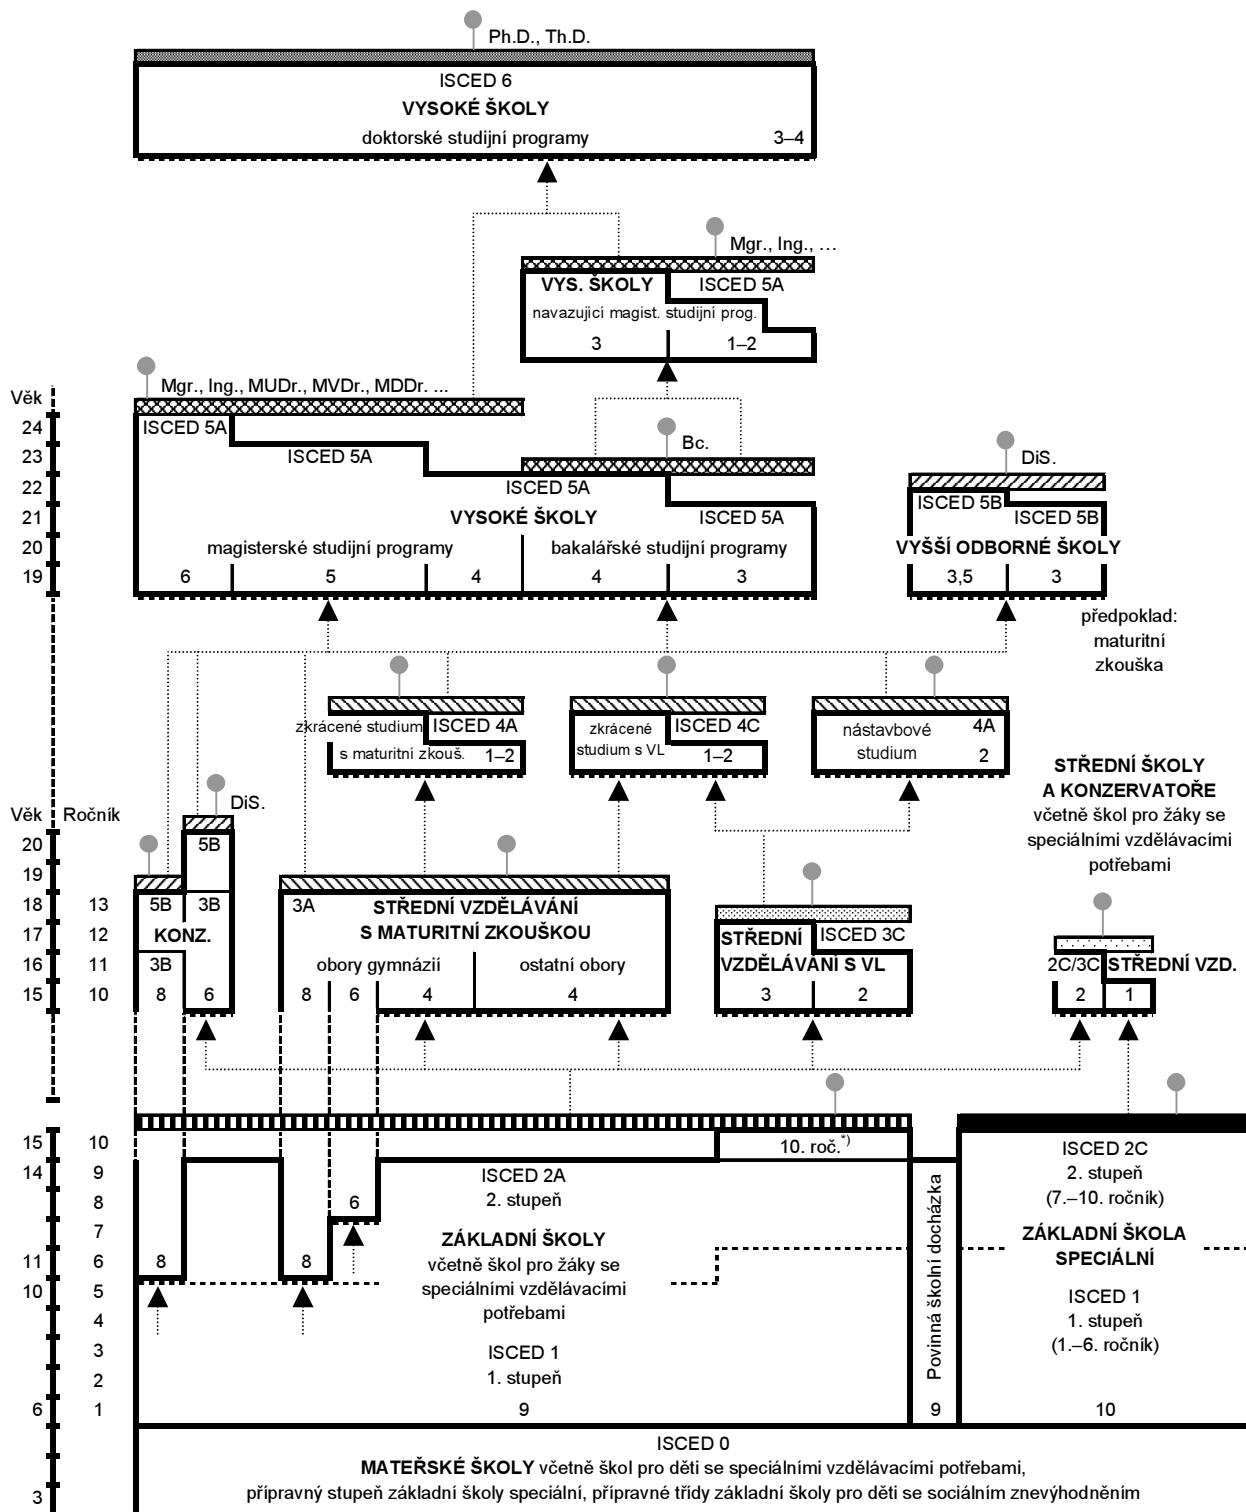 Ph.D., Th.D.
ISCED 6
VYSOKÉ ŠKOLY
doktorské studijní programy 3–4
Mgr., Ing., …
VYS. ŠKOLY ISCED 5A
navazující magist. studijní prog.
3 1–2
Mgr., Ing., MUDr., MVDr., MDDr. ...
Věk
24 ISCED 5A
23 ISCED 5A Bc. DiS.
22 ISCED 5A ISCED 5B
21 VYSOKÉ ŠKOLY ISCED 5A ISCED 5B
20 magisterské studijní programy bakalářské studijní programy VYŠŠÍ ODBORNÉ ŠKOLY
19 6 5 4 4 3 3,5 3
předpoklad:
maturitní
zkouška
zkrácené studium ISCED 4A
s maturitní zkouš. 1–2
zkrácené ISCED 4C
studium s VL 1–2
nástavbové 4A
studium 2
STŘEDNÍ ŠKOLY
A KONZERVATOŘE
včetně škol pro žáky se
speciálními vzdělávacími
potřebami
Věk Ročník DiS.
20 5B
19
18 13 5B 3B 3A STŘEDNÍ VZDĚLÁVÁNÍ
17 12 KONZ. S MATURITNÍ ZKOUŠKOU STŘEDNÍ ISCED 3C
16 11 3B obory gymnázií ostatní obory VZDĚLÁVÁNÍ S VL 2C/3C STŘEDNÍ VZD.
15 10 8 6 8 6 4 4 3 2 2 1
15 10 10. roč.*) ISCED 2C
14 9 ISCED 2A 2. stupeň
8 6 2. stupeň (7.–10. ročník)
7 ZÁKLADNÍ ŠKOLY ZÁKLADNÍ ŠKOLA
11 6 8 8 včetně škol pro žáky se SPECIÁLNÍ
10 5 speciálními vzdělávacími ISCED 1
4 potřebami 1. stupeň
3 ISCED 1 (1.–6. ročník)
2 1. stupeň
Povinná školní docházka
6 1 9 9 10
ISCED 0
MATEŘSKÉ ŠKOLY včetně škol pro děti se speciálními vzdělávacími potřebami,
3 přípravný stupeň základní školy speciální, přípravné třídy základní školy pro děti se sociálním znevýhodněním